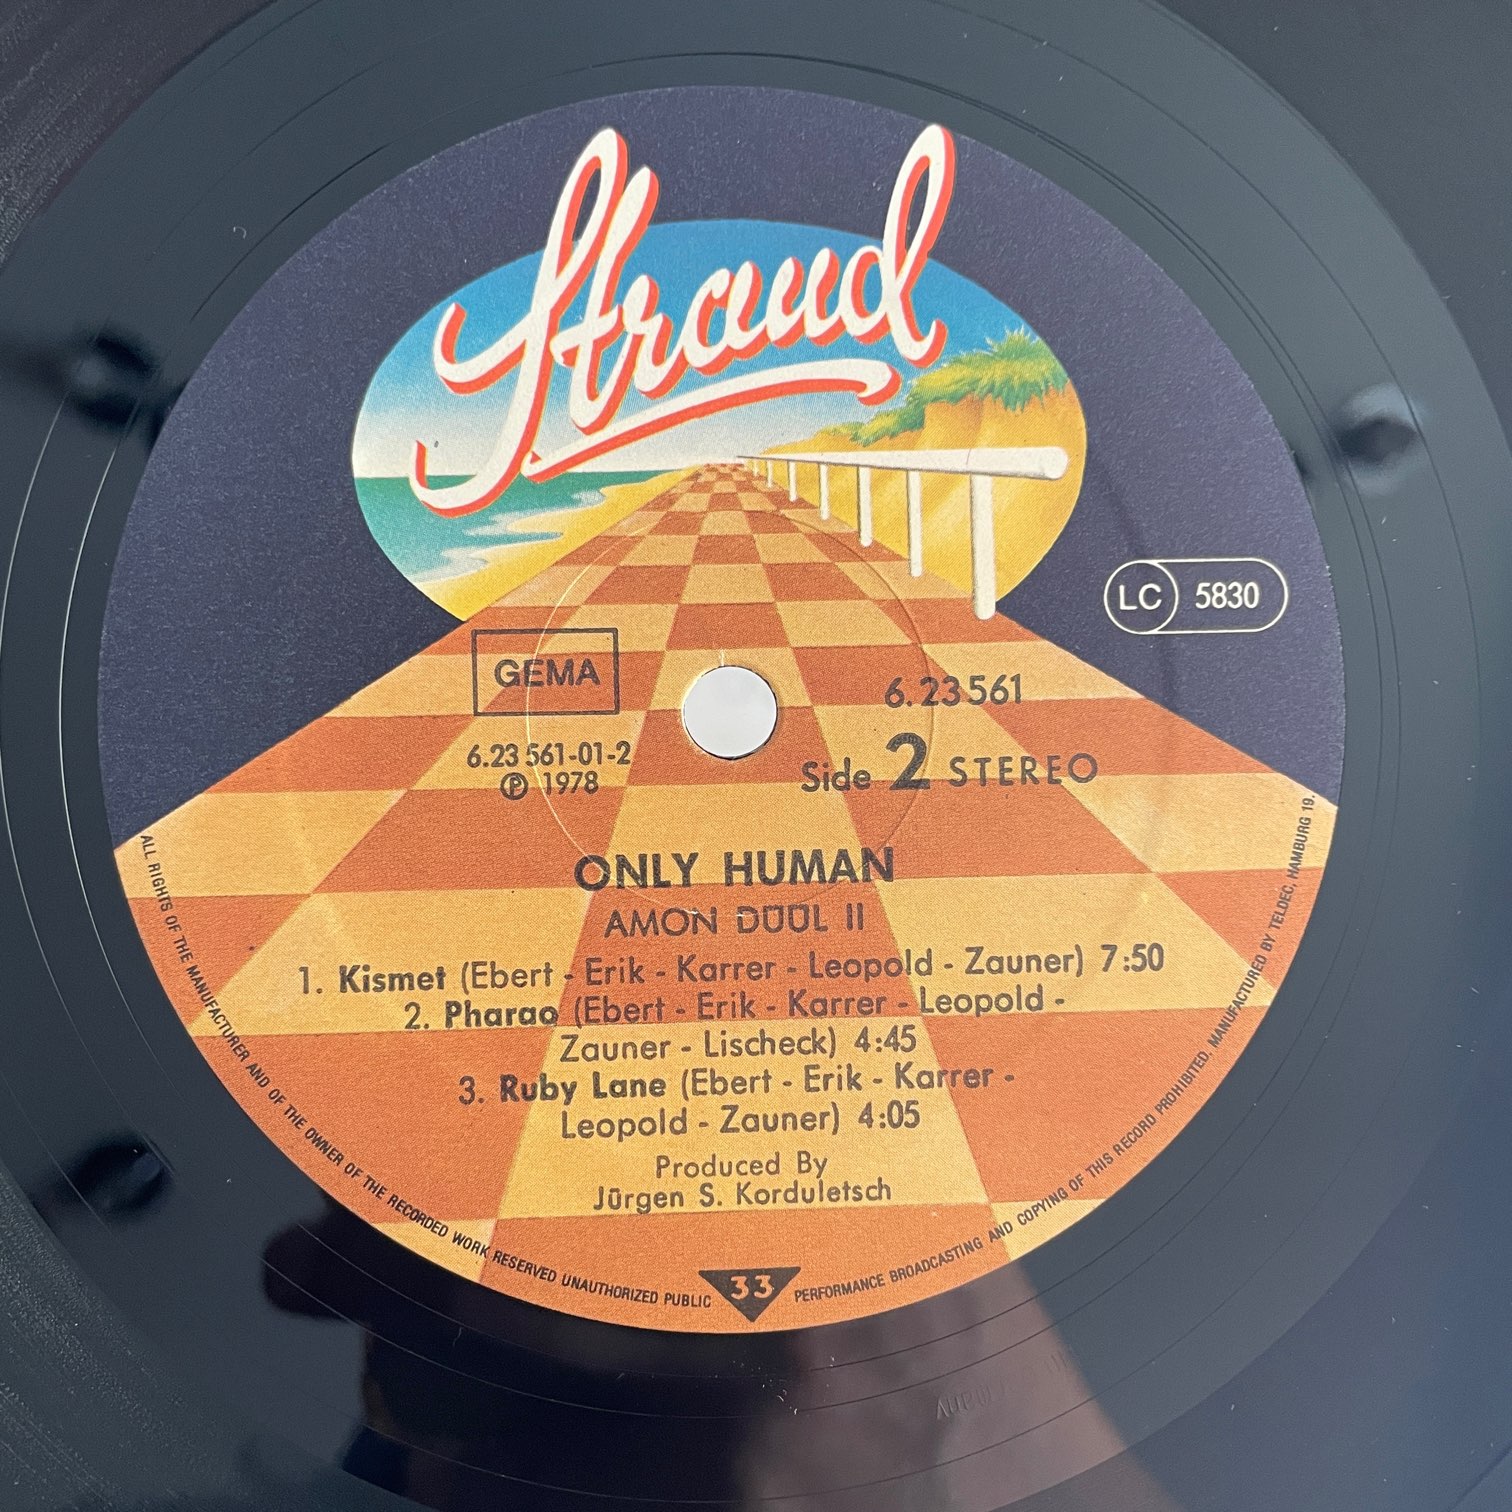 Strand
LC 5830
GEMA
6.23561
6.23 561-01-2
℗ 1978
Side 2 STEREO
ONLY HUMAN
AMON DÜÜL II
1. Kismet (Ebert - Erik - Karrer - Leopold - Zauner) 7:50
2. Pharao (Ebert - Erik - Karrer - Leopold -
Zauner - Lischeck) 4:45
3. Ruby Lane (Ebert - Erik - Karrer -
Leopold - Zauner) 4:05
Produced By
Jürgen S. Korduletsch
33
ALL RIGHTS OF THE MANUFACTURER AND OF THE OWNER OF THE RECORDED WORK RESERVED UNAUTHORIZED PUBLIC PERFORMANCE BROADCASTING AND COPYING OF THIS RECORD PROHIBITED. MANUFACTURED BY TELDEC, HAMBURG 19.